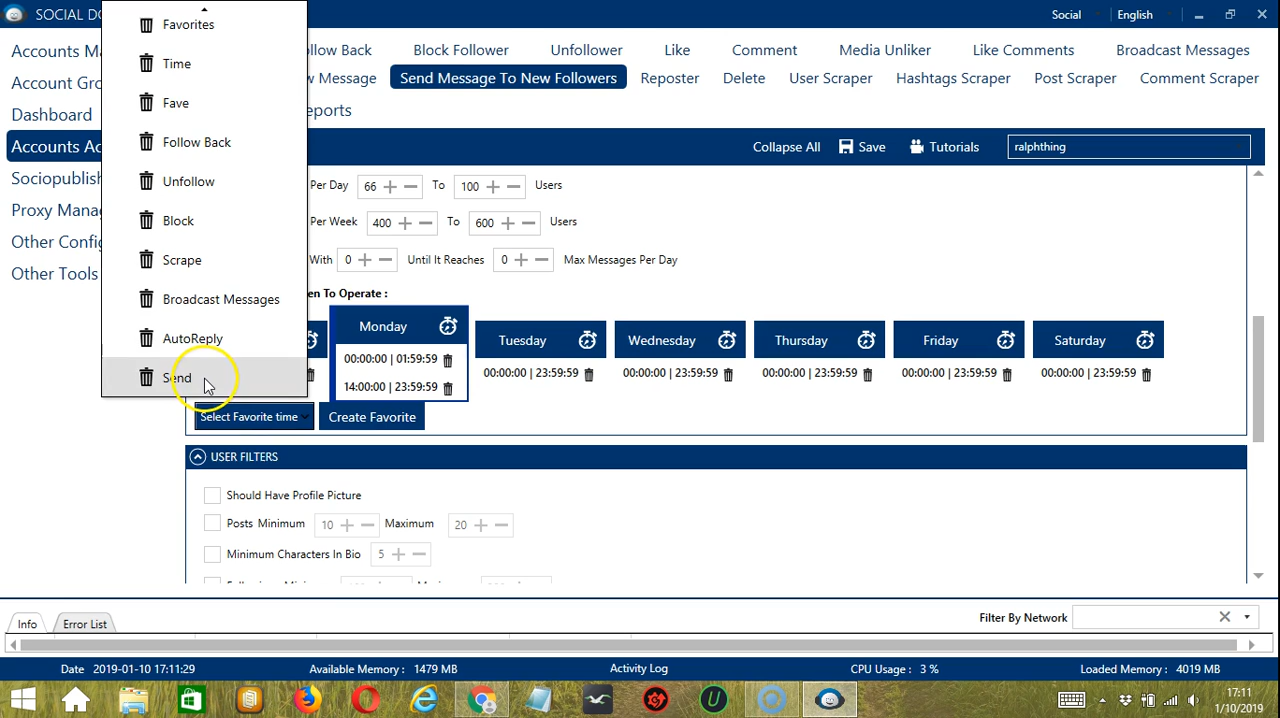 SOCIAL DO
Social
English
Accounts Ma
Account Gro
Dashboard
Accounts Ac
Sociopublish
Proxy Manag
Other Config
Other Tools
Favorites
Time
Fave
Follow Back
Unfollow
Block
Scrape
Broadcast Messages
AutoReply
Send
ollow Back
Block Follower
Unfollower
Like
Comment
Media Unliker
Like Comments
Broadcast Messages
w Message
Send Message To New Followers
Reposter
Delete
User Scraper
Hashtags Scraper
Post Scraper
Comment Scraper
eports
Collapse All
Save
Tutorials
ralphthing
Per Day 66 To 100 Users
Per Week 400 To 600 Users
With 0 Until It Reaches 0 Max Messages Per Day
en To Operate :
Monday
00:00:00 | 01:59:59
14:00:00 | 23:59:59
Tuesday
00:00:00 | 23:59:59
Wednesday
00:00:00 | 23:59:59
Thursday
00:00:00 | 23:59:59
Friday
00:00:00 | 23:59:59
Saturday
00:00:00 | 23:59:59
Select Favorite time
Create Favorite
USER FILTERS
Should Have Profile Picture
Posts Minimum 10 Maximum 20
Minimum Characters In Bio 5
Info
Error List
Filter By Network
Date 2019-01-10 17:11:29
Available Memory : 1479 MB
Activity Log
CPU Usage : 3 %
Loaded Memory : 4019 MB
17:11
1/10/2019